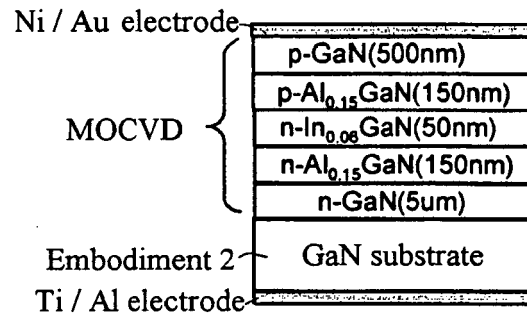 Ni / Au electrode
p-GaN(500nm)
p-Al₀.₁₅GaN(150nm)
MOCVD
n-In₀.₀₆GaN(50nm)
n-Al₀.₁₅GaN(150nm)
n-GaN(5um)
Embodiment 2
GaN substrate
Ti / Al electrode